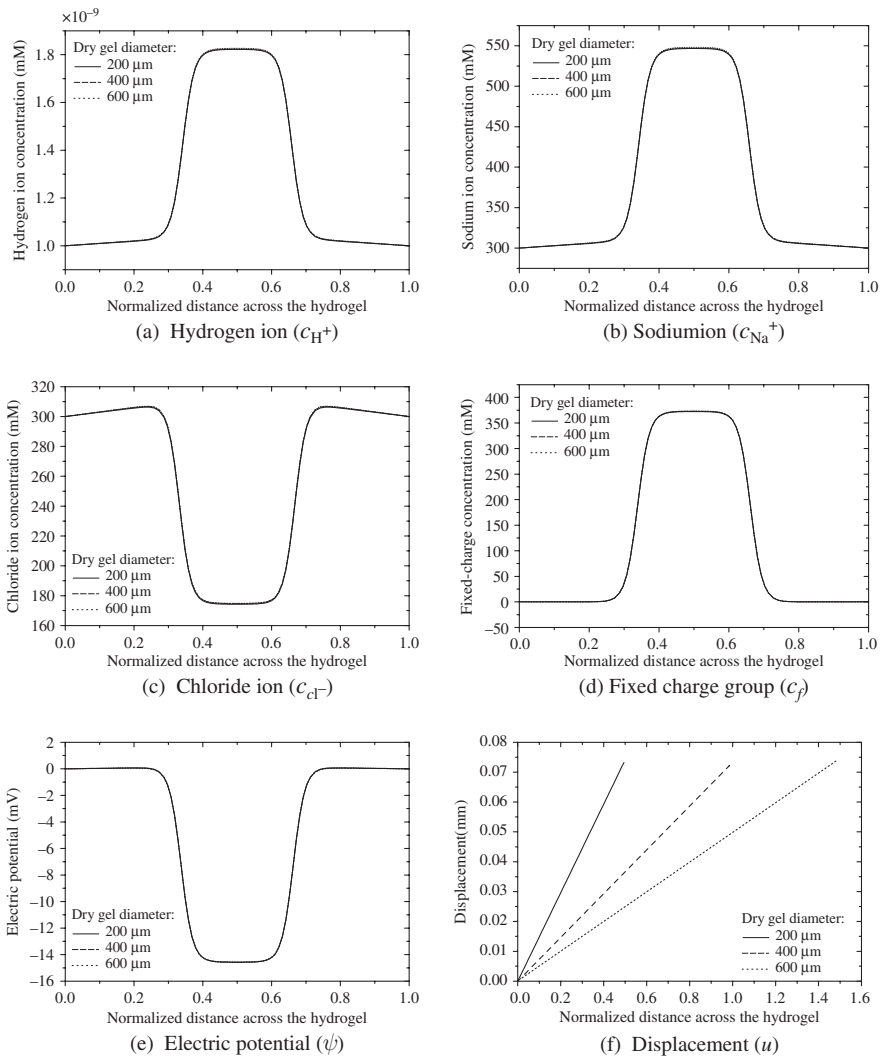 ×10⁻⁹
Hydrogen ion concentration (mM)
1.8
1.6
1.4
1.2
1.0
Dry gel diameter:
200 μm
400 μm
600 μm
0.0 0.2 0.4 0.6 0.8 1.0
Normalized distance across the hydrogel
(a) Hydrogen ion (c_H⁺)
Sodium ion concentration (mM)
550
500
450
400
350
300
Dry gel diameter:
200 μm
400 μm
600 μm
0.0 0.2 0.4 0.6 0.8 1.0
Normalized distance across the hydrogel
(b) Sodiumion (c_Na⁺)
Chloride ion concentration (mM)
320
300
280
260
240
220
200
180
160
Dry gel diameter:
200 μm
400 μm
600 μm
0.0 0.2 0.4 0.6 0.8 1.0
Normalized distance across the hydrogel
(c) Chloride ion (c_cl⁻)
Fixed-charge concentration (mM)
400
350
300
250
200
150
100
50
0
−50
Dry gel diameter:
200 μm
400 μm
600 μm
0.0 0.2 0.4 0.6 0.8 1.0
Normalized distance across the hydrogel
(d) Fixed charge group (c_f)
Electric potential (mV)
2
0
−2
−4
−6
−8
−10
−12
−14
−16
Dry gel diameter:
200 μm
400 μm
600 μm
0.0 0.2 0.4 0.6 0.8 1.0
Normalized distance across the hydrogel
(e) Electric potential (ψ)
Displacement(mm)
0.08
0.07
0.06
0.05
0.04
0.03
0.02
0.01
0.00
Dry gel diameter:
200 μm
400 μm
600 μm
0.0 0.2 0.4 0.6 0.8 1.0 1.2 1.4 1.6
Normalized distance across the hydrogel
(f) Displacement (u)